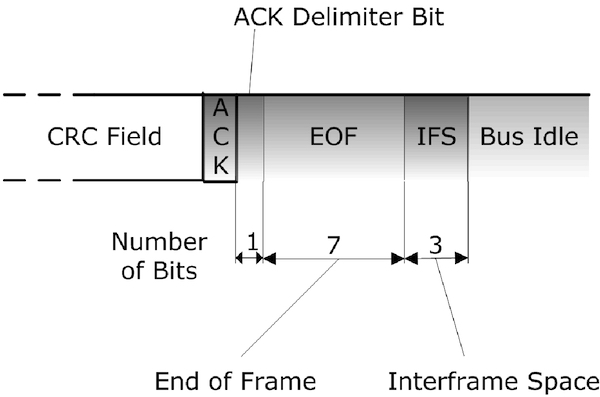 ACK Delimiter Bit
CRC Field
A
C
K
EOF
IFS
Bus Idle
Number
of Bits
1
7
3
End of Frame
Interframe Space